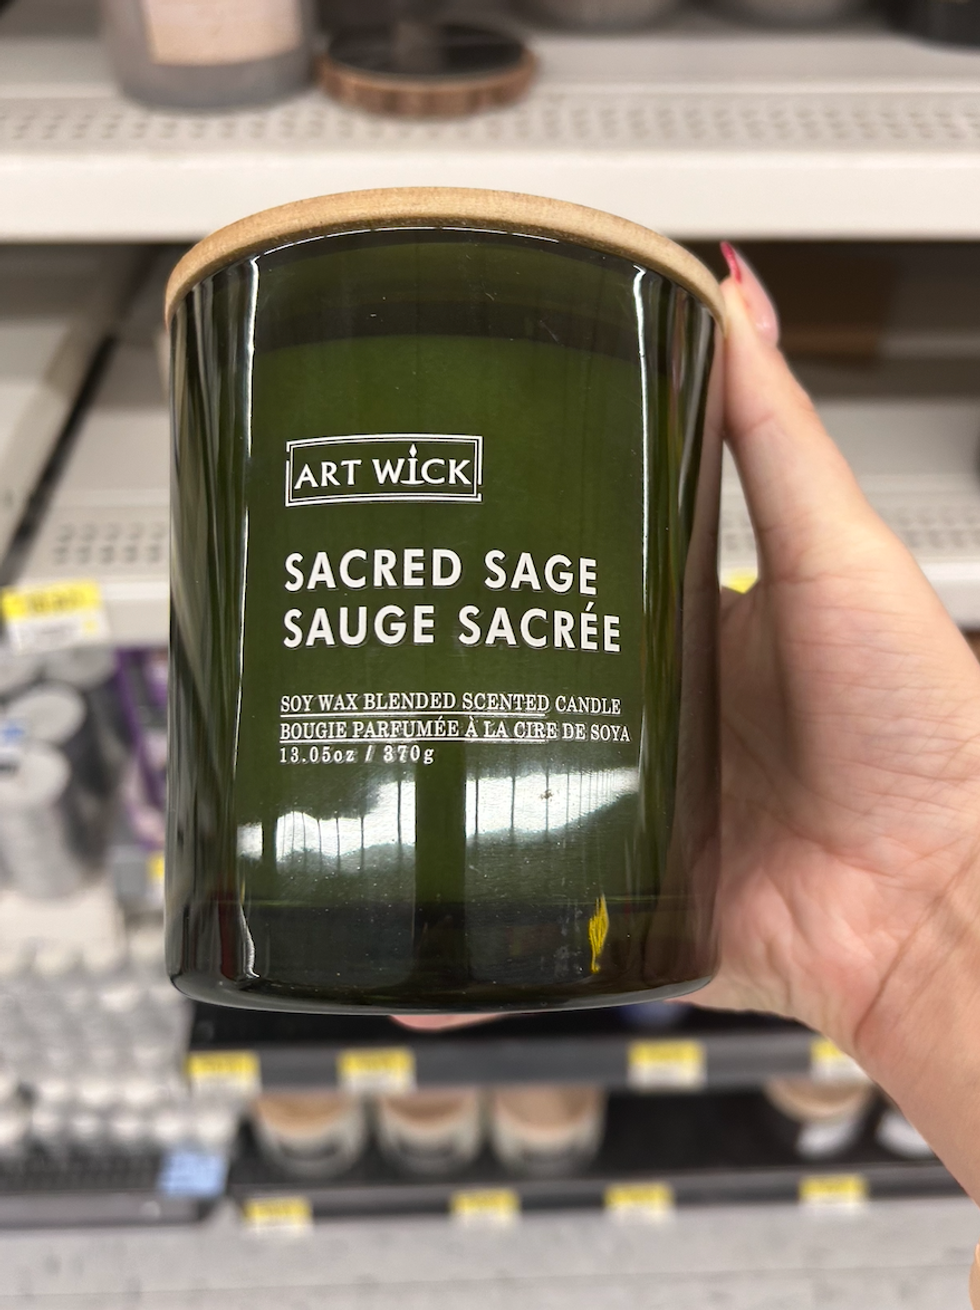 ART WICK
SACRED SAGE
SAUGE SACRÉE
SOY WAX BLENDED SCENTED CANDLE
BOUGIE PARFUMÉE À LA CIRE DE SOYA
13.05oz / 370g